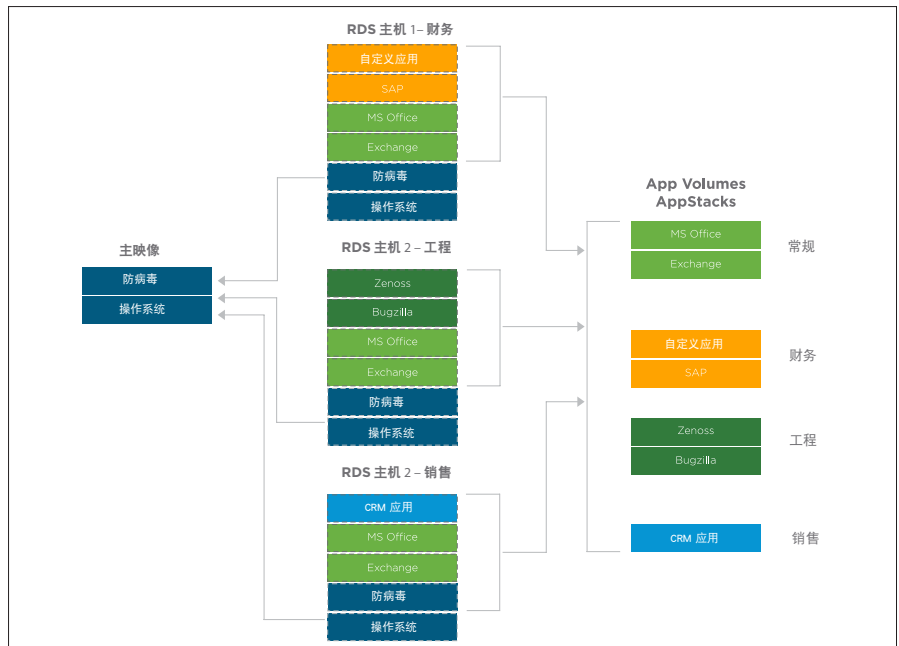 RDS 主机 1– 财务
自定义应用
SAP
MS Office
Exchange
防病毒
操作系统
主映像
防病毒
操作系统
RDS 主机 2 – 工程
Zenoss
Bugzilla
MS Office
Exchange
防病毒
操作系统
RDS 主机 2 – 销售
CRM 应用
MS Office
Exchange
防病毒
操作系统
App Volumes
AppStacks
MS Office
Exchange
常规
自定义应用
SAP
财务
Zenoss
Bugzilla
工程
CRM 应用
销售